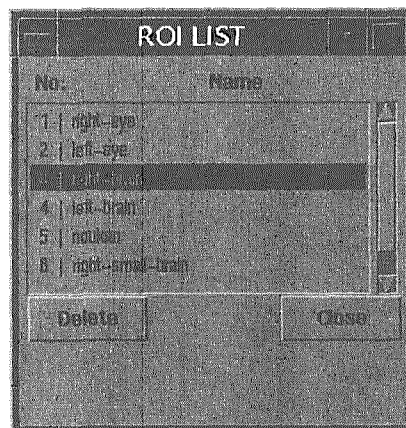 ROI LIST
No. Name
1 | right-eye
2 | left-eye
4 | left-brain
5 |
6 | right-small-brain
Delete Close